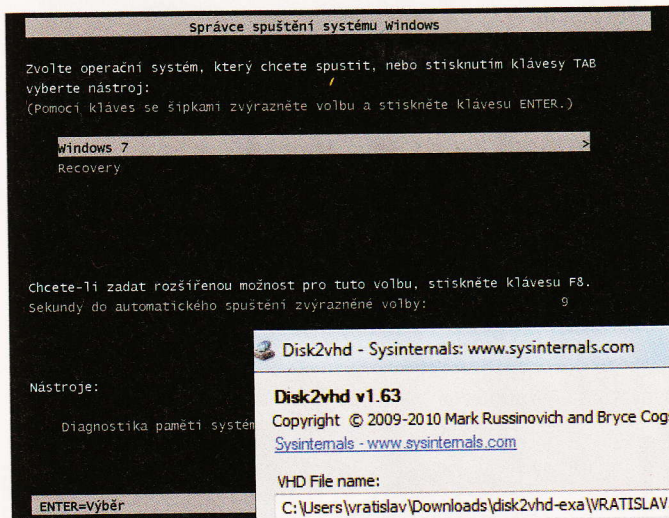 Správce spuštění systému Windows
Zvolte operační systém, který chcete spustit, nebo stisknutím klávesy TAB
vyberte nástroj:
(Pomocí kláves se šipkami zvýrazněte volbu a stiskněte klávesu ENTER.)
Windows 7 >
Recovery
Chcete-li zadat rozšířenou možnost pro tuto volbu, stiskněte klávesu F8.
Sekundy do automatického spuštění zvýrazněné volby: 9
Nástroje:
Diagnostika paměti systém
ENTER=Výběr
Disk2vhd - Sysinternals: www.sysinternals.com
Disk2vhd v1.63
Copyright © 2009-2010 Mark Russinovich and Bryce Cog
Sysinternals - www.sysinternals.com
VHD File name:
C:\Users\vratislav\Downloads\disk2vhd-exa\VRATISLAV